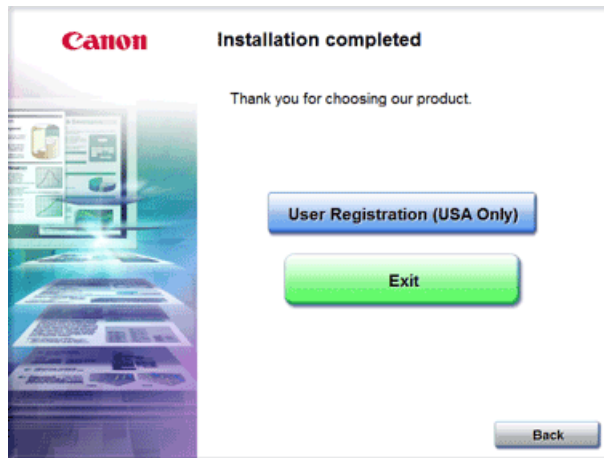 Canon
Installation completed
Thank you for choosing our product.
User Registration (USA Only)
Exit
Back